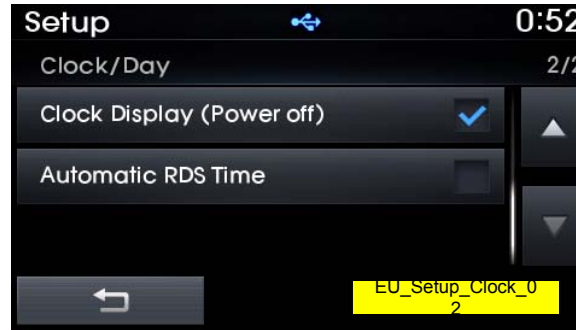 Setup 0:52
Clock/Day 2/2
Clock Display (Power off)
Automatic RDS Time
EU_Setup_Clock_0
2